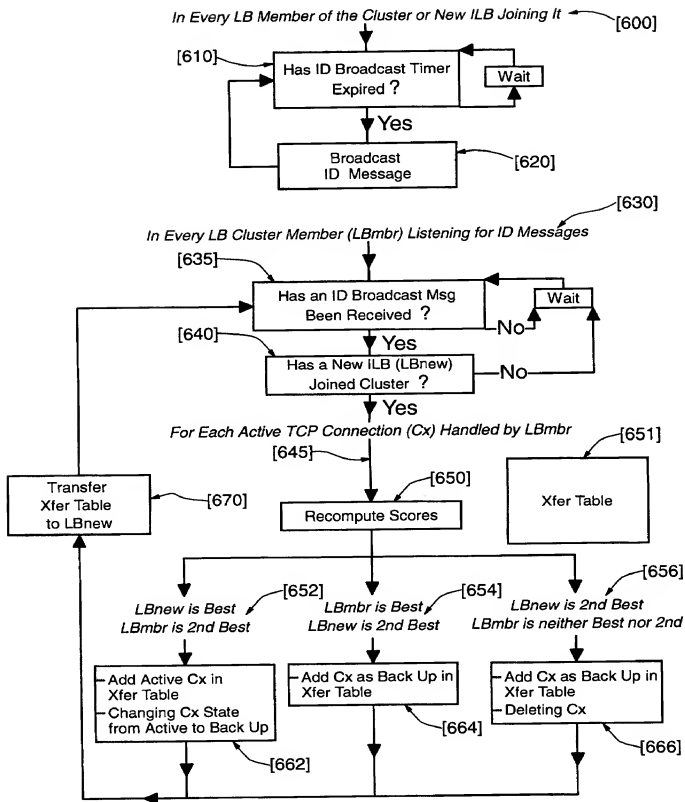 In Every LB Member of the Cluster or New ILB Joining It
[600]
[610]
Has ID Broadcast Timer
Expired ?
Wait
Yes
Broadcast
ID Message
[620]
[630]
In Every LB Cluster Member (LBmbr) Listening for ID Messages
[635]
Has an ID Broadcast Msg
Been Received ?
Wait
No
[640]
Yes
Has a New ILB (LBnew)
Joined Cluster ?
No
Yes
For Each Active TCP Connection (Cx) Handled by LBmbr
[645]
[651]
Xfer Table
Transfer
Xfer Table
to LBnew
[670]
[650]
Recompute Scores
[652]
LBnew is Best
LBmbr is 2nd Best
[654]
LBmbr is Best
LBnew is 2nd Best
[656]
LBnew is 2nd Best
LBmbr is neither Best nor 2nd
– Add Active Cx in
Xfer Table
– Changing Cx State
from Active to Back Up
[662]
– Add Cx as Back Up in
Xfer Table
[664]
– Add Cx as Back Up in
Xfer Table
– Deleting Cx
[666]